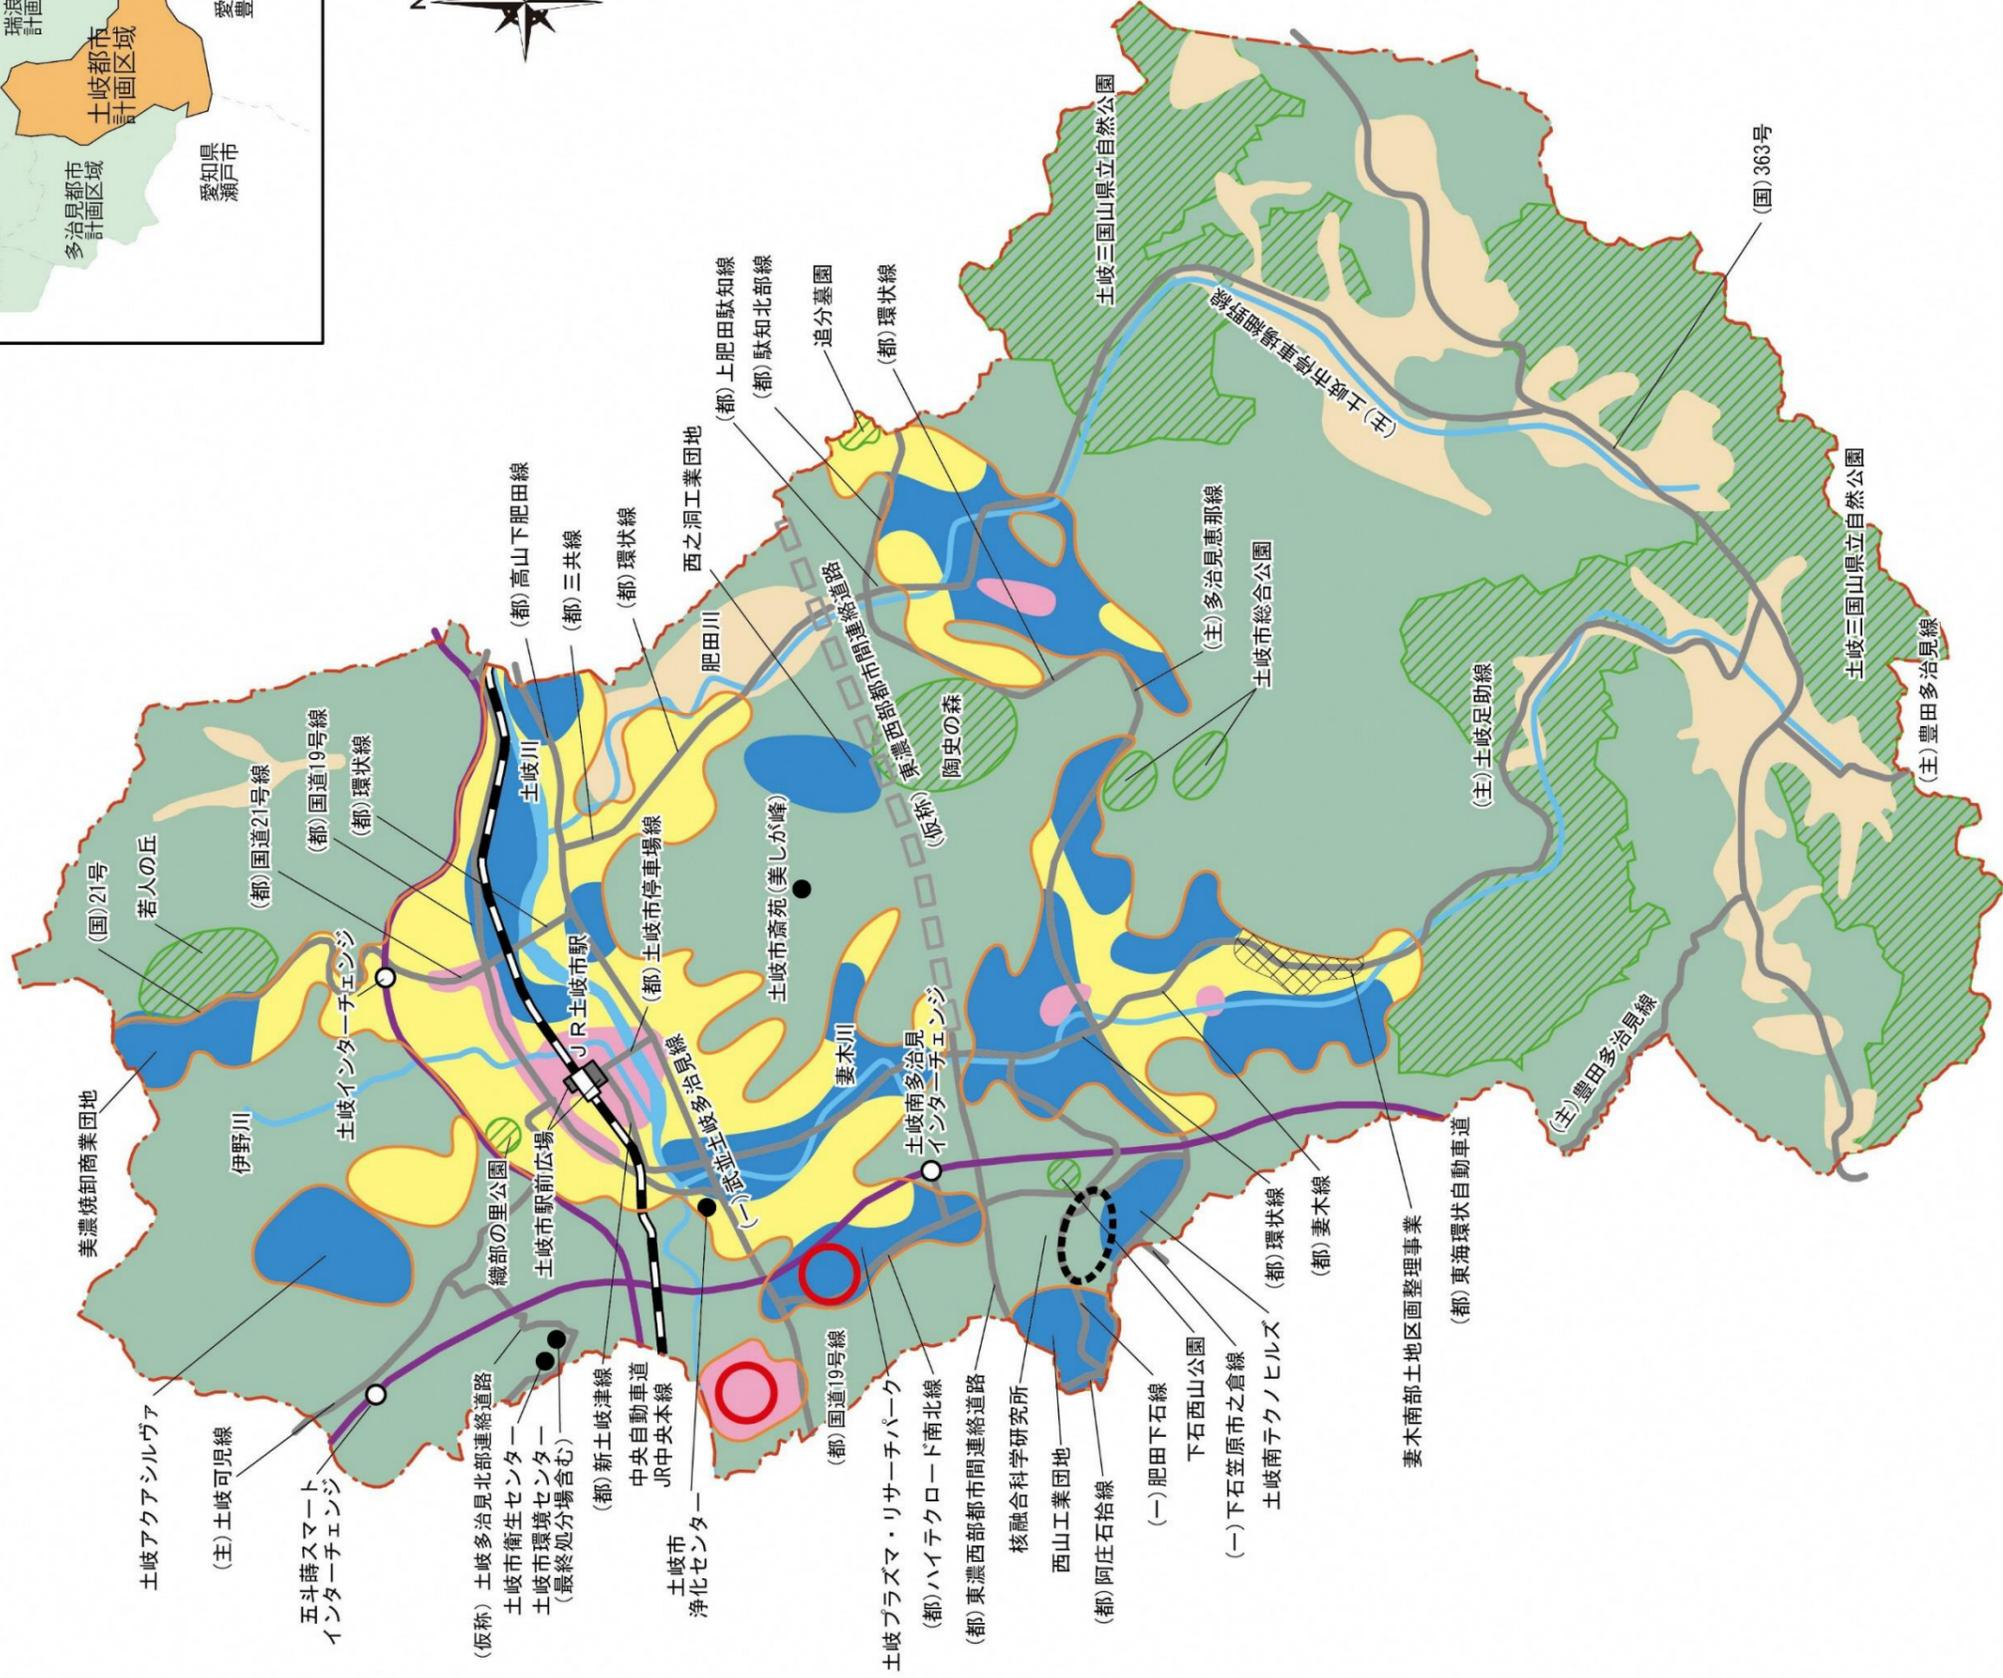 瑞浪
計画
愛
豊
土岐都市
計画区域
多治見都市
計画区域
愛知県
瀬戸市
N
(国)21号
若人の丘
(都)国道21号線
(都)国道19号線
(都)環状線
(都)高山下肥田線
(都)三共線
(都)環状線
西之洞工業団地
(都)上肥田駄知線
(都)駄知北部線
追分墓園
(都)環状線
土岐三国山県立自然公園
(国)363号
(主)土岐市停車場細野線
肥田川
土岐川
東濃西部都市間連絡道路
(仮称)
陶史の森
(主)多治見恵那線
土岐市総合公園
(主)土岐足助線
土岐三国山県立自然公園
(主)豊田多治見線
(都)土岐市停車場線
土岐市斎苑(美しが峰)
JR土岐市駅
土岐インターチェンジ
美濃焼卸商業団地
伊野川
織部の里公園
土岐市駅前広場
(一)武並土岐多治見線
妻木川
土岐南多治見
インターチェンジ
(主)豊田多治見線
(都)環状線
(都)妻木線
妻木南部土地区画整理事業
(都)東海環状自動車道
土岐アクアシルヴァ
(主)土岐可児線
五斗蒔スマート
インターチェンジ
(仮称)土岐多治見北部連絡道路
土岐市衛生センター
土岐市環境センター
(最終処分場含む)
(都)新土岐津線
中央自動車道
JR中央本線
土岐市
浄化センター
(都)国道19号線
土岐プラズマ・リサーチパーク
(都)ハイテクロード南北線
(都)東濃西部都市間連絡道路
核融合科学研究所
西山工業団地
(都)阿庄石拾線
(一)肥田下石線
下石西山公園
(一)下石笠原市之倉線
土岐南テクノヒルズ